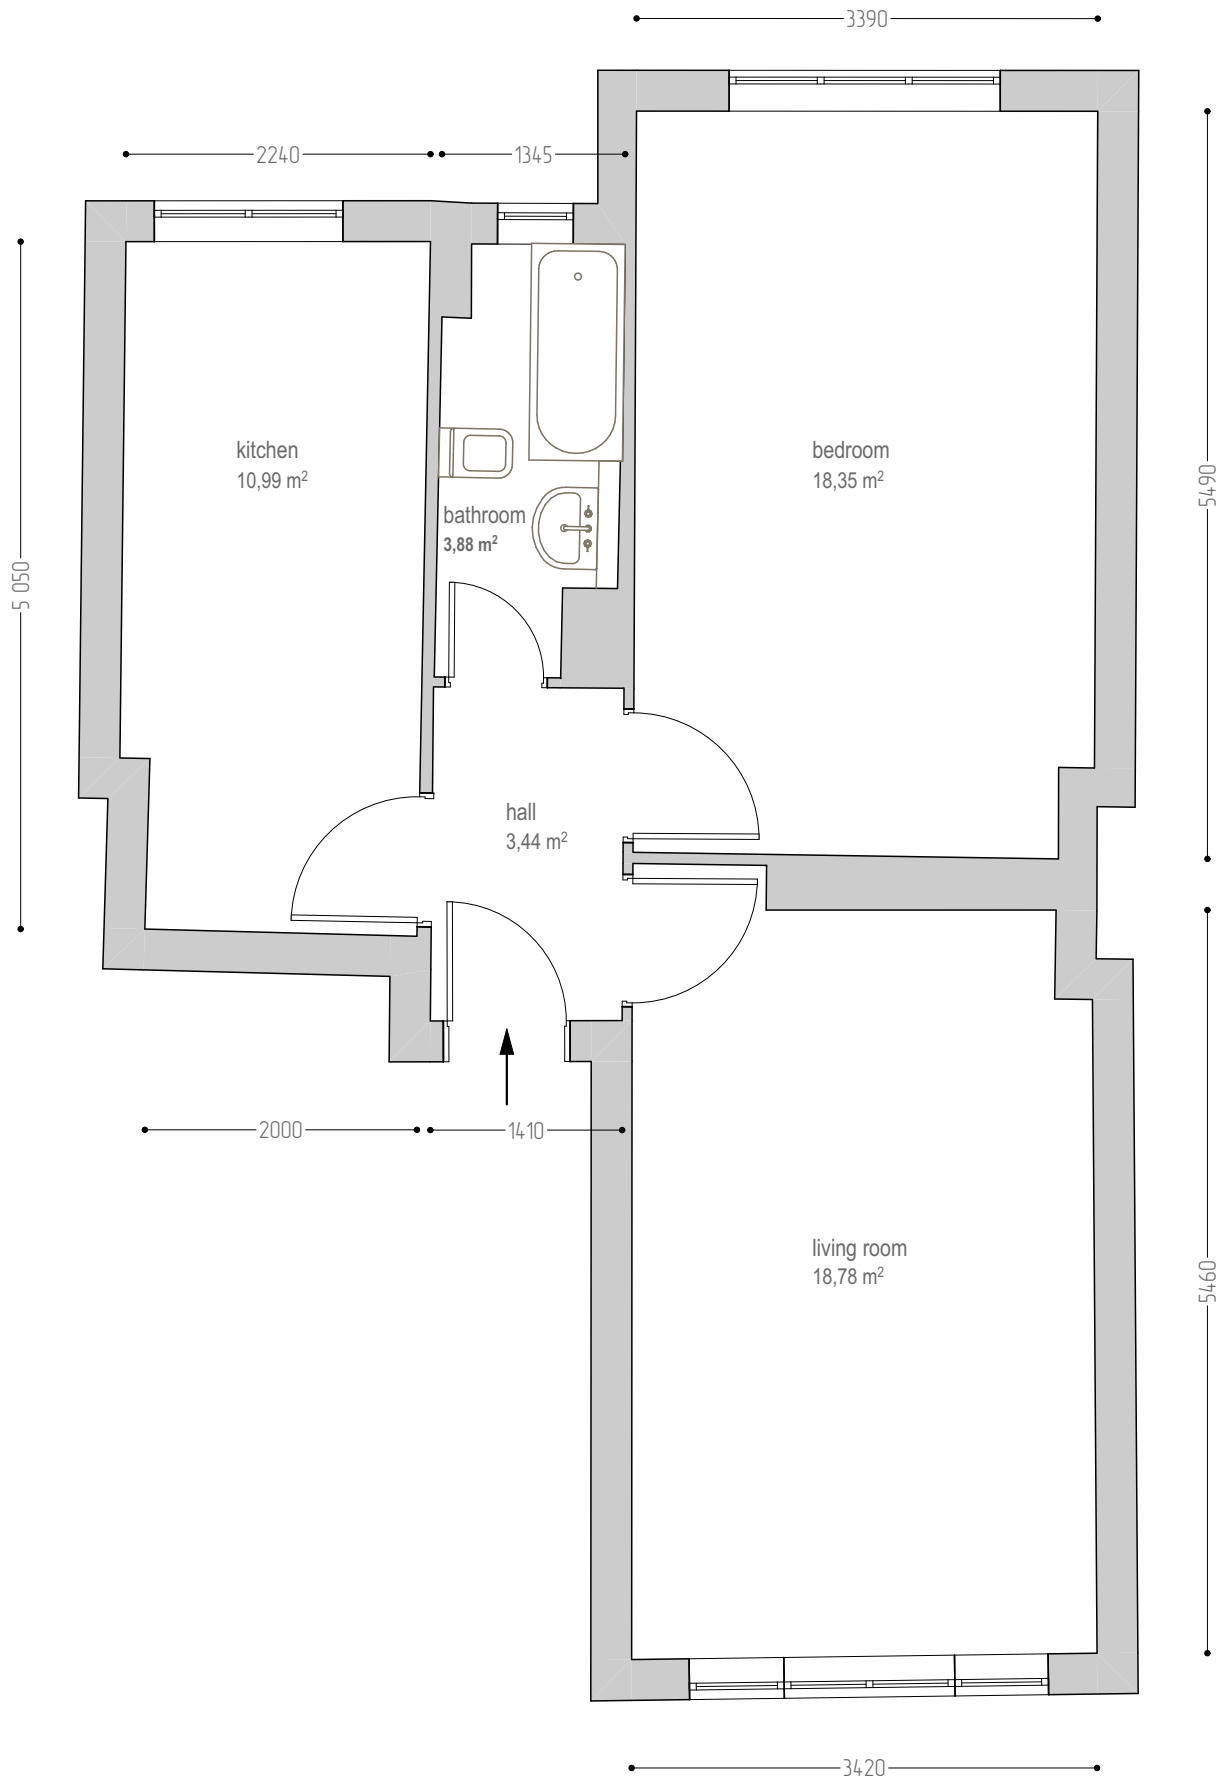 3390
2240
1345
kitchen
10,99 m²
bedroom
18,35 m²
5490
bathroom
3,88 m²
5 050
hall
3,44 m²
2000
1410
living room
18,78 m²
5460
3420